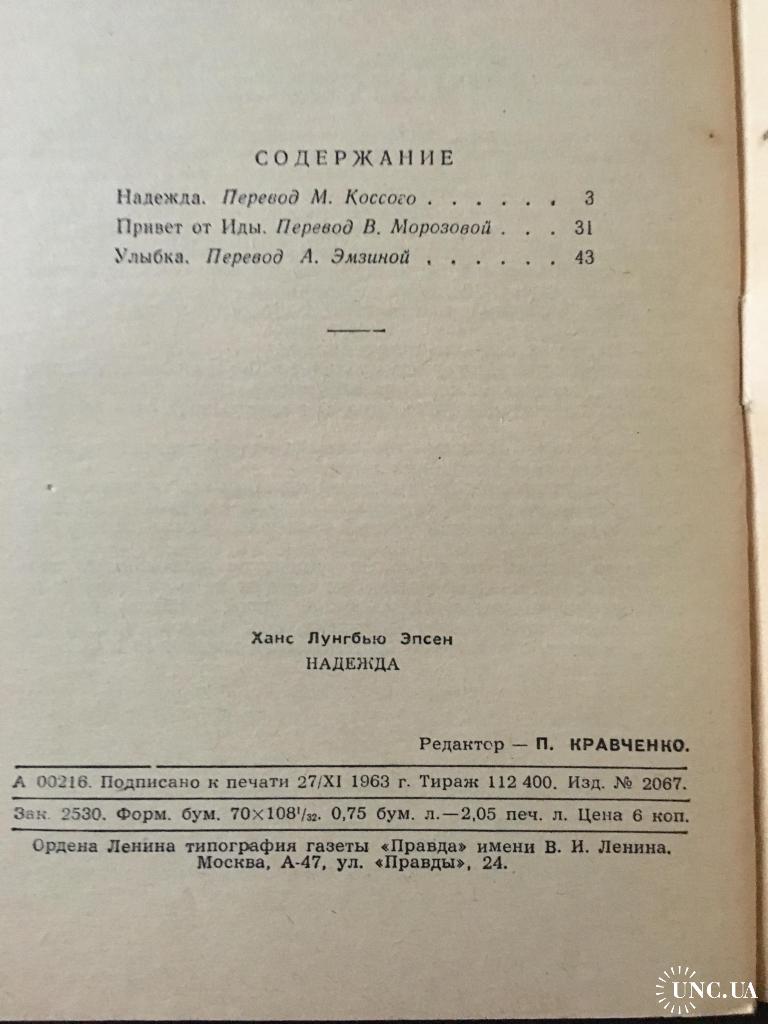 СОДЕРЖАНИЕ
Надежда. Перевод М. Коссого . . . . . . 3
Привет от Иды. Перевод В. Морозовой . . . 31
Улыбка. Перевод А. Эмзиной . . . . . . 43
Ханс Лунгбью Эпсен
НАДЕЖДА
Редактор — П. КРАВЧЕНКО.
А 00216. Подписано к печати 27/XI 1963 г. Тираж 112 400. Изд. № 2067.
Зак. 2530. Форм. бум. 70×108¹/₃₂. 0,75 бум. л.—2,05 печ. л. Цена 6 коп.
Ордена Ленина типография газеты «Правда» имени В. И. Ленина.
Москва, А-47, ул. «Правды», 24.
UNC.UA